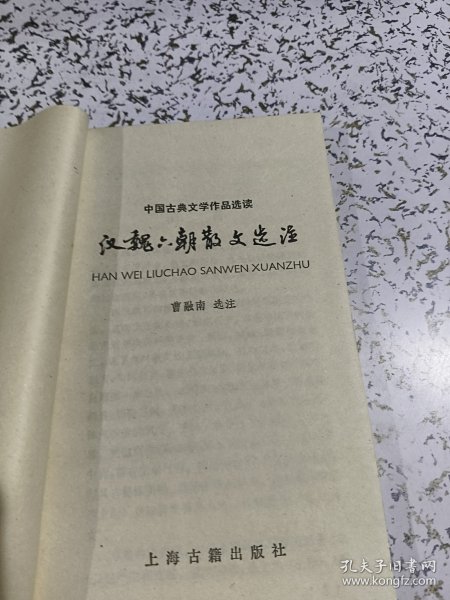 中国古典文学作品选读
汉魏六朝散文选注
HAN WEI LIUCHAO SANWEN XUANZHU
曹融南 选注
上海古籍出版社
孔夫子旧书网
www.kongfz.com